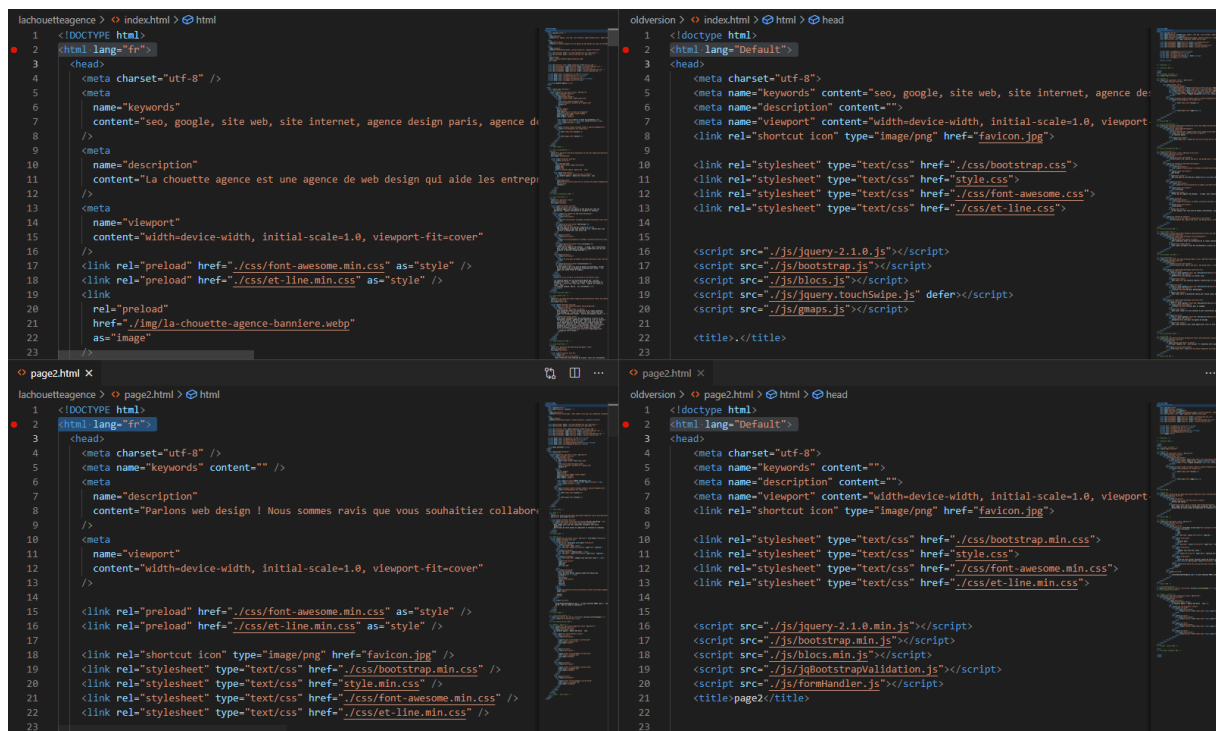 lachouetteagence > index.html > html
1 <!DOCTYPE html>
2 <html lang="fr">
3 <head>
4 <meta charset="utf-8" />
5 <meta
6 name="keywords"
7 content="seo, google, site web, site internet, agence design paris, agence de
8 />
9 <meta
10 name="description"
11 content="La chouette agence est une agence de web design qui aide les entrepr
12 />
13 <meta
14 name="viewport"
15 content="width=device-width, initial-scale=1.0, viewport-fit=cover"
16 />
17 <link rel="preload" href="./css/font-awesome.min.css" as="style" />
18 <link rel="preload" href="./css/et-line.min.css" as="style" />
19 <link
20 rel="preload"
21 href="./img/la-chouette-agence-banniere.webp"
22 as="image"
23 />
oldversion > index.html > html > head
1 <!doctype html>
2 <html lang="Default">
3 <head>
4 <meta charset="utf-8">
5 <meta name="keywords" content="seo, google, site web, site internet, agence des
6 <meta name="description" content="">
7 <meta name="viewport" content="width=device-width, initial-scale=1.0, viewport-
8 <link rel="shortcut icon" type="image/png" href="favicon.jpg">
9
10 <link rel="stylesheet" type="text/css" href="./css/bootstrap.css">
11 <link rel="stylesheet" type="text/css" href="style.css">
12 <link rel="stylesheet" type="text/css" href="./css/font-awesome.css">
13 <link rel="stylesheet" type="text/css" href="./css/et-line.css">
14
15
16 <script src="./js/jquery-2.1.0.js"></script>
17 <script src="./js/bootstrap.js"></script>
18 <script src="./js/blocs.js"></script>
19 <script src="./js/jquery.touchSwipe.js" defer></script>
20 <script src="./js/gmaps.js"></script>
21
22 <title>.</title>
23
page2.html
lachouetteagence > page2.html > html
1 <!DOCTYPE html>
2 <html lang="fr">
3 <head>
4 <meta charset="utf-8" />
5 <meta name="keywords" content="" />
6 <meta
7 name="description"
8 content="Parlons web design ! Nous sommes ravis que vous souhaitiez collabor
9 />
10 <meta
11 name="viewport"
12 content="width=device-width, initial-scale=1.0, viewport-fit=cover"
13 />
14
15 <link rel="preload" href="./css/font-awesome.min.css" as="style" />
16 <link rel="preload" href="./css/et-line.min.css" as="style" />
17
18 <link rel="shortcut icon" type="image/png" href="favicon.jpg" />
19 <link rel="stylesheet" type="text/css" href="./css/bootstrap.min.css" />
20 <link rel="stylesheet" type="text/css" href="style.min.css" />
21 <link rel="stylesheet" type="text/css" href="./css/font-awesome.min.css" />
22 <link rel="stylesheet" type="text/css" href="./css/et-line.min.css" />
23
page2.html
oldversion > page2.html > html > head
1 <!doctype html>
2 <html lang="Default">
3 <head>
4 <meta charset="utf-8">
5 <meta name="keywords" content="">
6 <meta name="description" content="">
7 <meta name="viewport" content="width=device-width, initial-scale=1.0, viewport-
8 <link rel="shortcut icon" type="image/png" href="favicon.jpg">
9
10 <link rel="stylesheet" type="text/css" href="./css/bootstrap.min.css">
11 <link rel="stylesheet" type="text/css" href="style.css">
12 <link rel="stylesheet" type="text/css" href="./css/font-awesome.min.css">
13 <link rel="stylesheet" type="text/css" href="./css/et-line.min.css">
14
15
16 <script src="./js/jquery-2.1.0.min.js"></script>
17 <script src="./js/bootstrap.min.js"></script>
18 <script src="./js/blocs.min.js"></script>
19 <script src="./js/jqBootstrapValidation.js"></script>
20 <script src="./js/formHandler.js"></script>
21 <title>page2</title>
22
23